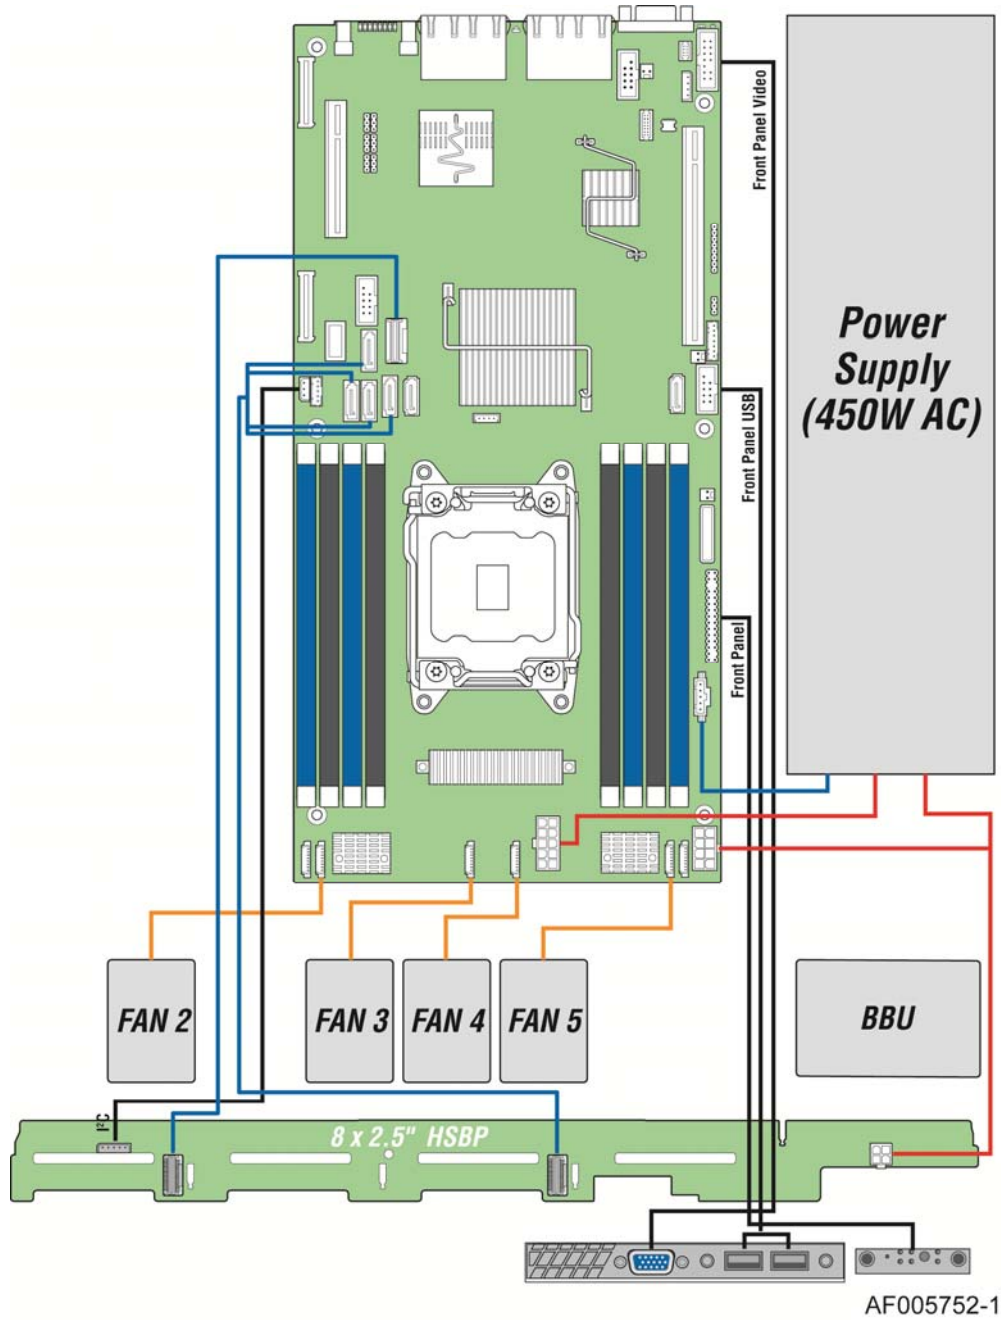 Front Panel Video
Power
Supply
(450W AC)
Front Panel USB
Front Panel
FAN 2
FAN 3
FAN 4
FAN 5
BBU
I²C
8 x 2.5" HSBP
AF005752-1